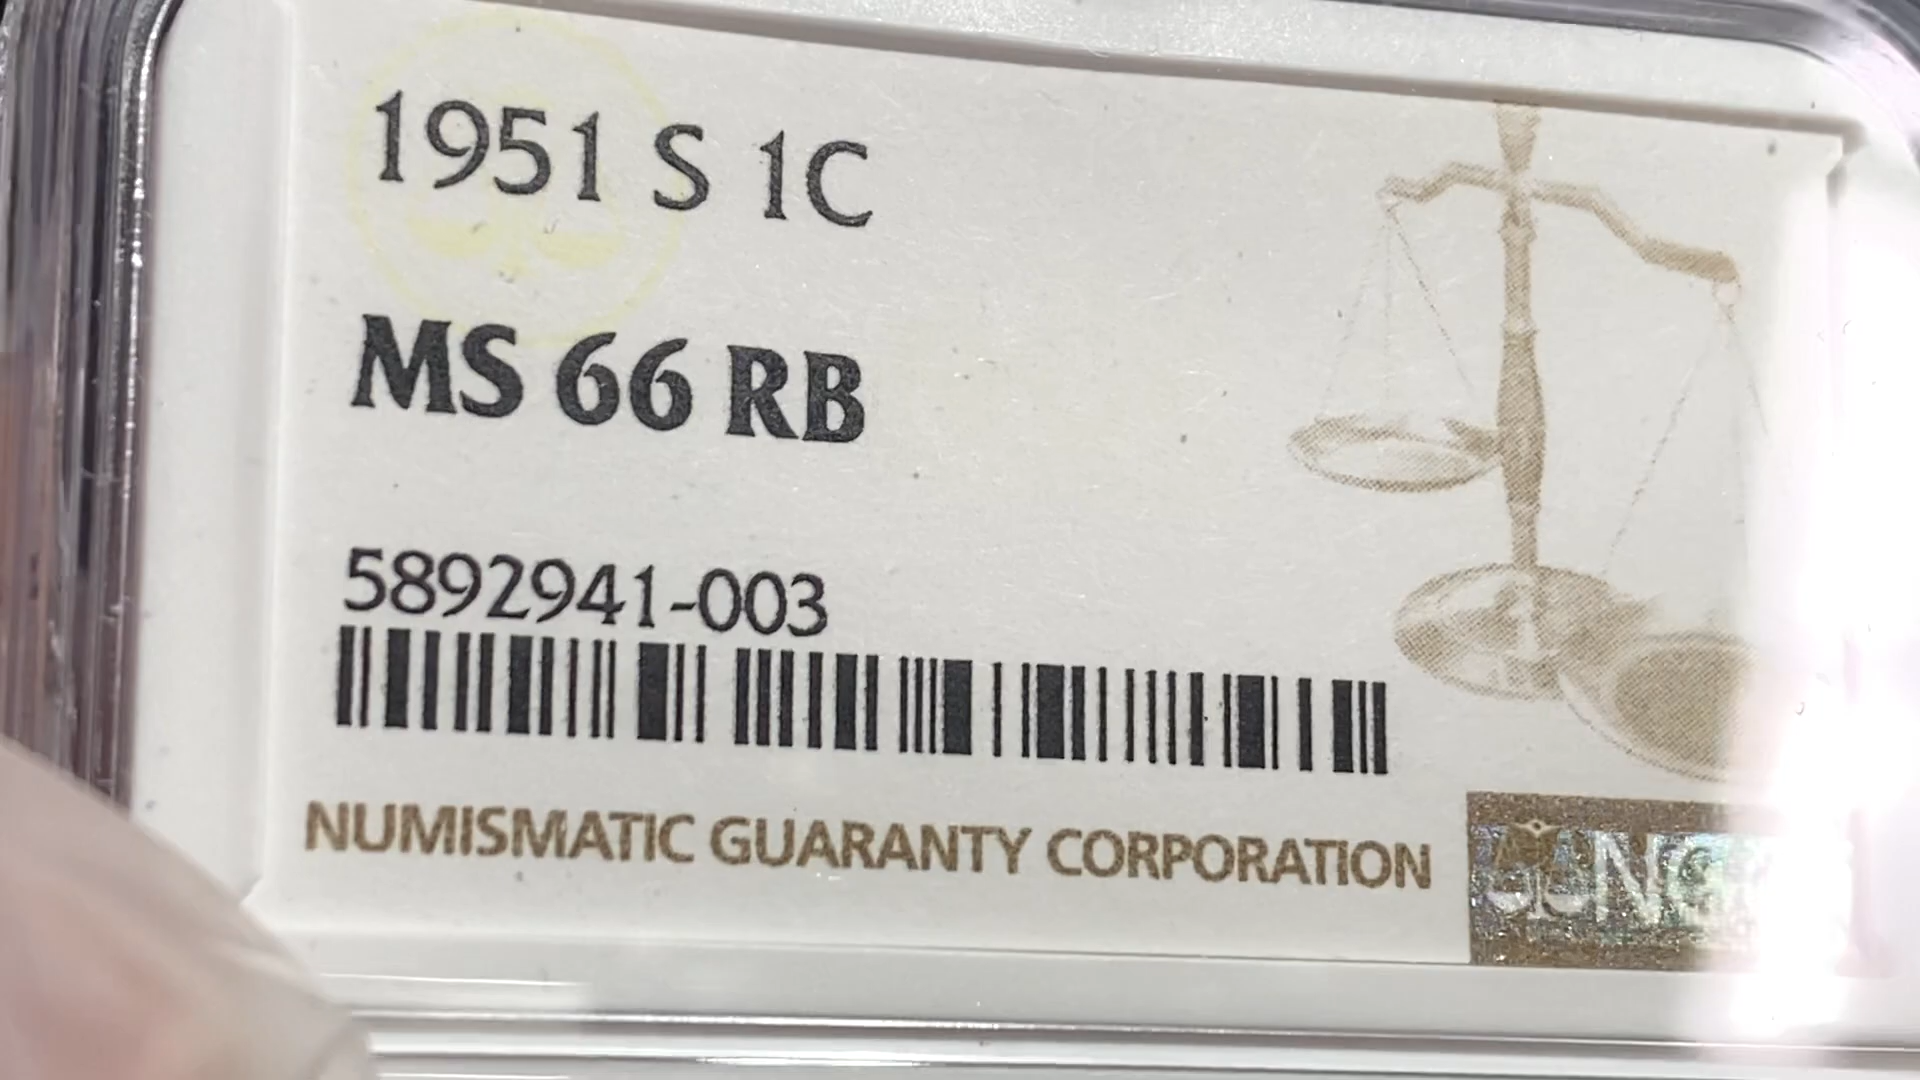 1951 S 1C
MS 66 RB
5892941-003
NUMISMATIC GUARANTY CORPORATION